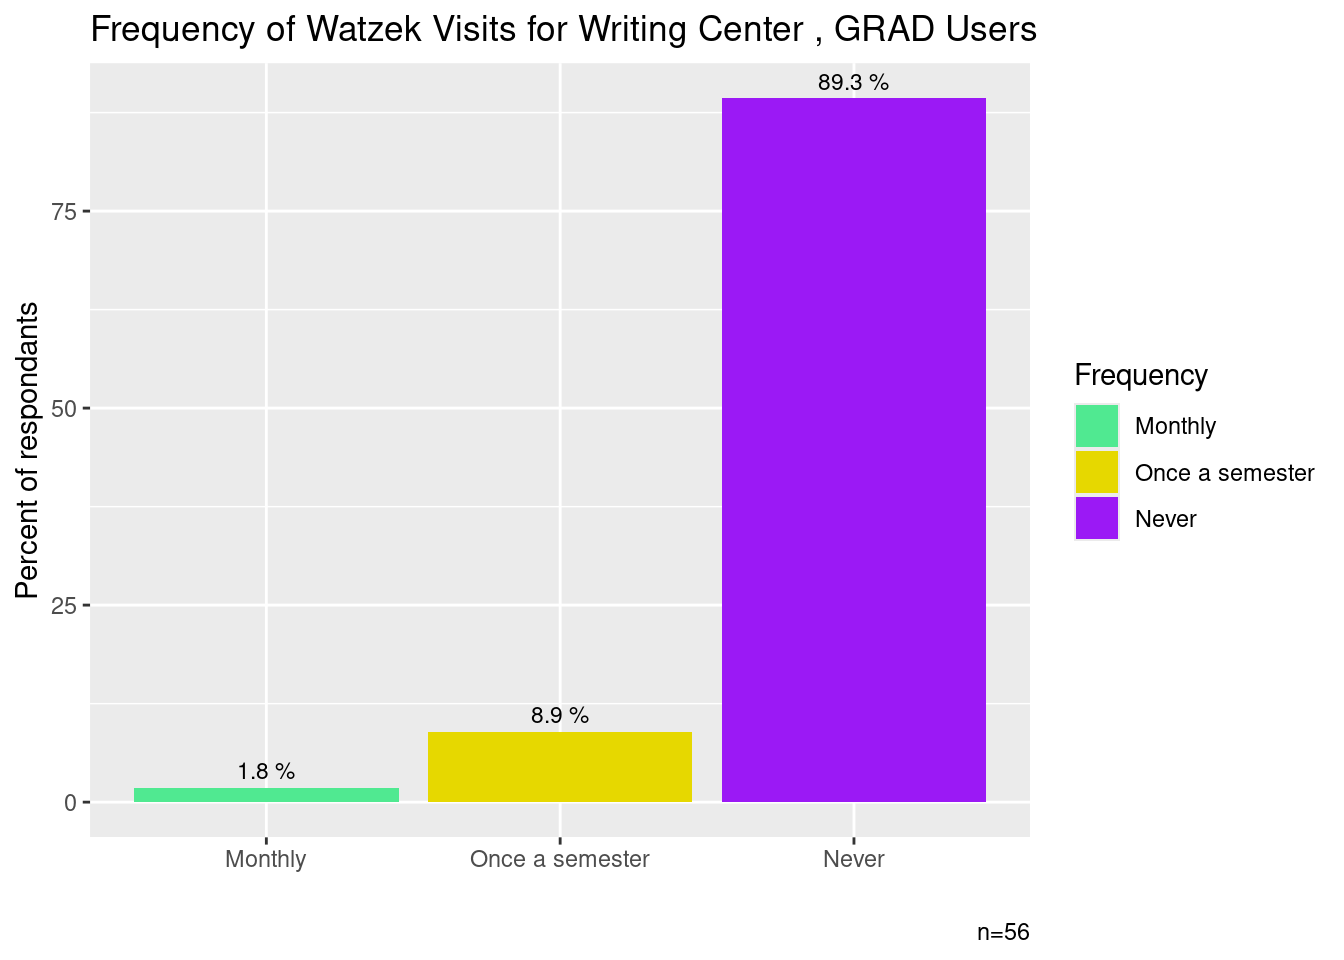 Frequency of Watzek Visits for Writing Center , GRAD Users
Percent of respondants
75
50
25
0
89.3 %
8.9 %
1.8 %
Monthly
Once a semester
Never
Frequency
Monthly
Once a semester
Never
n=56